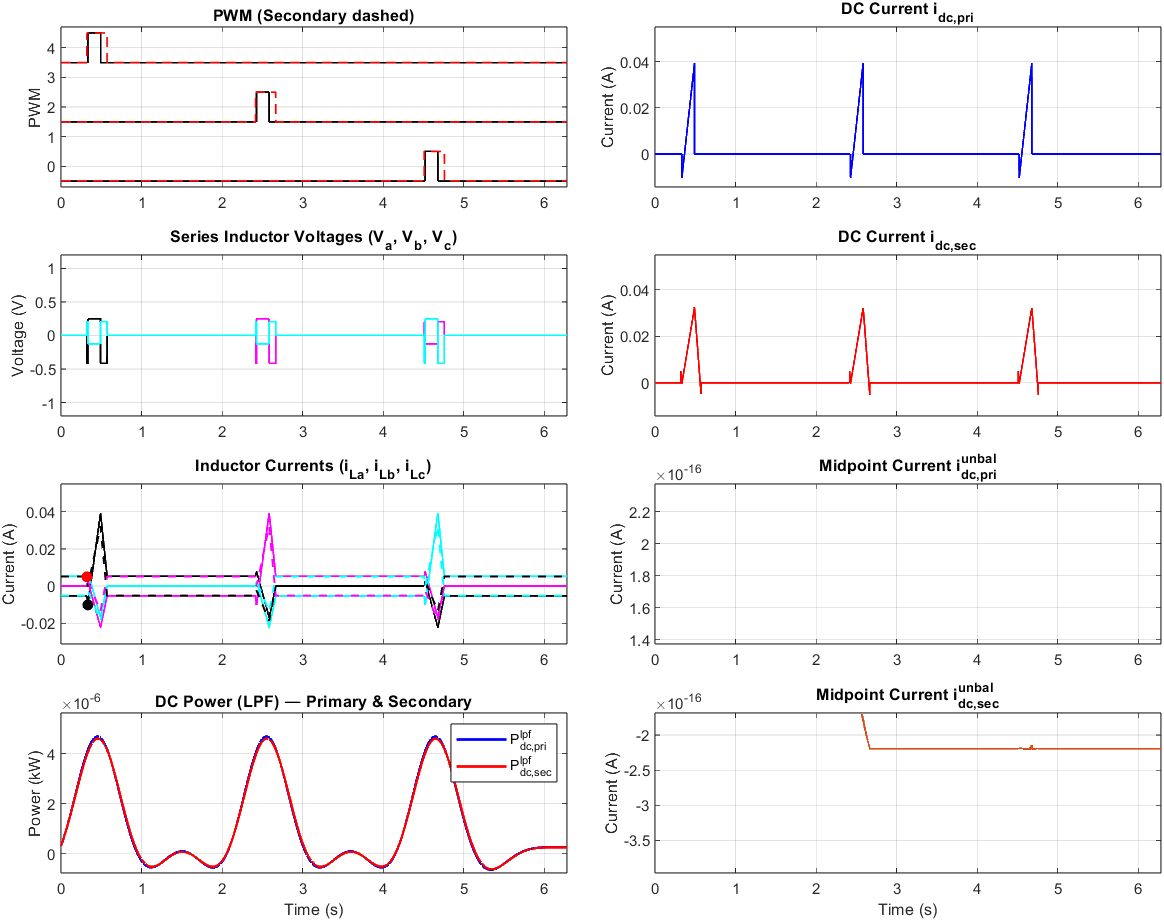 PWM (Secondary dashed)
PWM
4
3
2
1
0
0 1 2 3 4 5 6
DC Current i_dc,pri
Current (A)
0.04
0.02
0
0 1 2 3 4 5 6
Series Inductor Voltages (V_a, V_b, V_c)
Voltage (V)
1
0.5
0
-0.5
-1
0 1 2 3 4 5 6
DC Current i_dc,sec
Current (A)
0.04
0.02
0
0 1 2 3 4 5 6
Inductor Currents (i_La, i_Lb, i_Lc)
Current (A)
0.04
0.02
0
-0.02
0 1 2 3 4 5 6
Midpoint Current i^unbal_dc,pri
×10^-16
Current (A)
2.2
2
1.8
1.6
1.4
0 1 2 3 4 5 6
DC Power (LPF) — Primary & Secondary
×10^-6
Power (kW)
4
2
0
P^lpf_dc,pri
P^lpf_dc,sec
0 1 2 3 4 5 6
Time (s)
Midpoint Current i^unbal_dc,sec
×10^-16
Current (A)
-2
-2.5
-3
-3.5
0 1 2 3 4 5 6
Time (s)